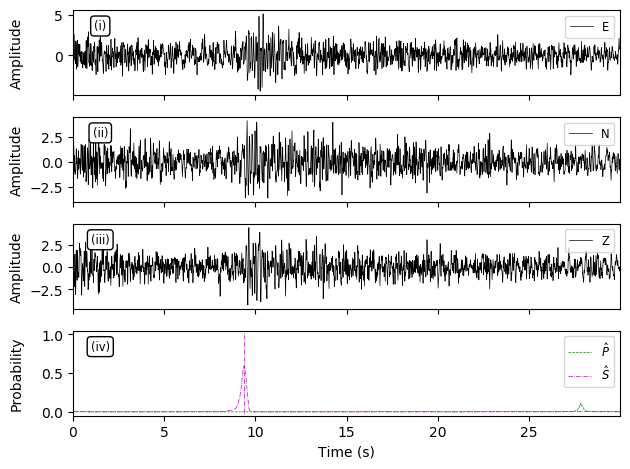 (i)
E
5
0
Amplitude
(ii)
N
2.5
0.0
−2.5
Amplitude
(iii)
Z
2.5
0.0
−2.5
Amplitude
(iv)
P̂
Ŝ
1.0
0.5
0.0
Probability
0 5 10 15 20 25
Time (s)